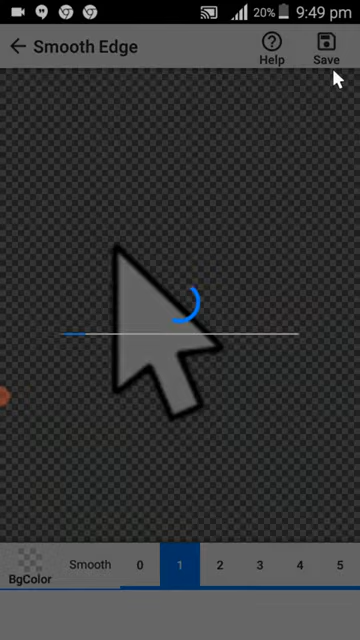 20% 9:49 pm
Smooth Edge
Help Save
Smooth 0 1 2 3 4 5
BgColor